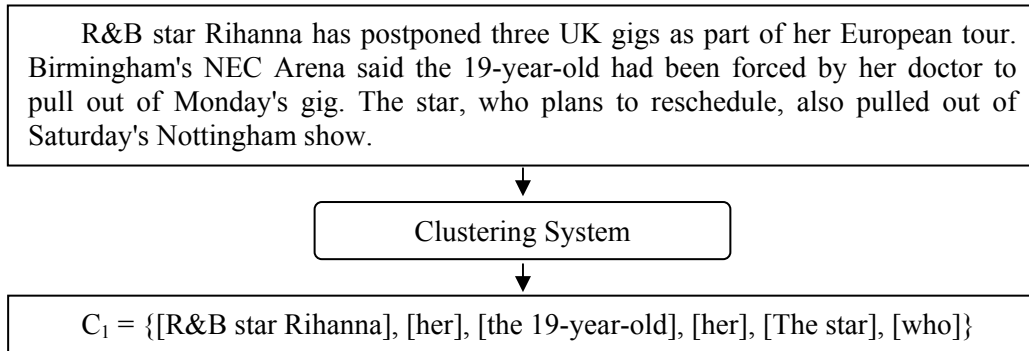 R&B star Rihanna has postponed three UK gigs as part of her European tour.
Birmingham's NEC Arena said the 19-year-old had been forced by her doctor to
pull out of Monday's gig. The star, who plans to reschedule, also pulled out of
Saturday's Nottingham show.
Clustering System
C₁ = {[R&B star Rihanna], [her], [the 19-year-old], [her], [The star], [who]}